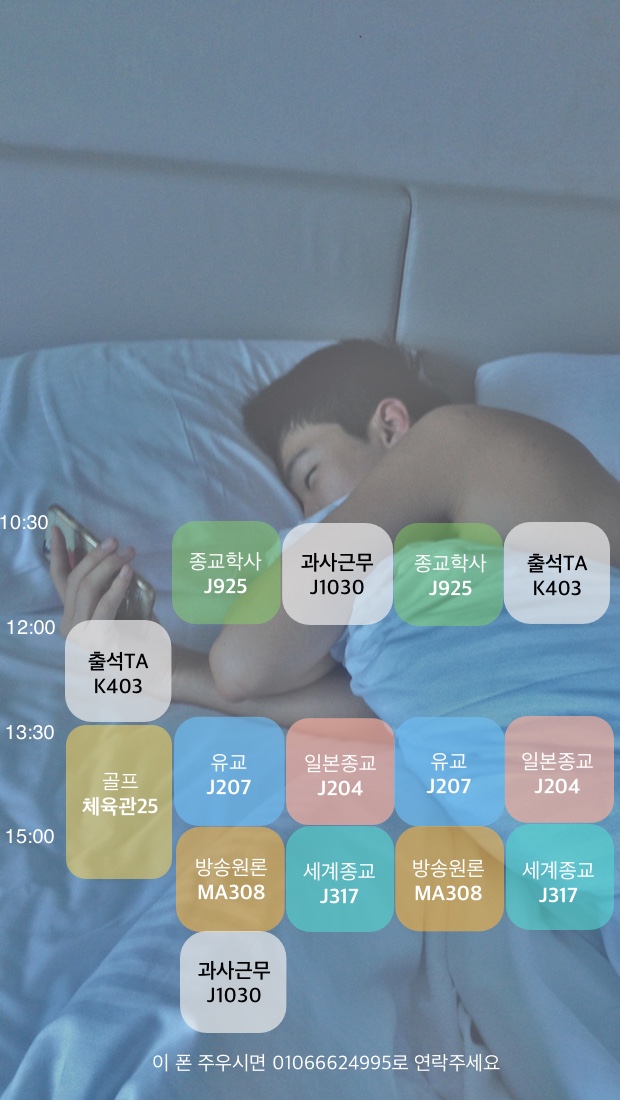 10:30
종교학사
J925
과사근무
J1030
종교학사
J925
출석TA
K403
12:00
출석TA
K403
13:30
골프
체육관25
유교
J207
일본종교
J204
유교
J207
일본종교
J204
15:00
방송원론
MA308
세계종교
J317
방송원론
MA308
세계종교
J317
과사근무
J1030
이 폰 주우시면 01066624995로 연락주세요